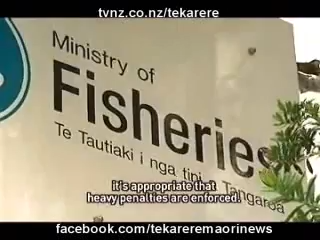 tvnz.co.nz/tekarere
Ministry of
Fisheries
Te Tautiaki i nga tini
Tangaroa
it's appropriate that
heavy penalties are enforced.
facebook.com/tekareremaorinews